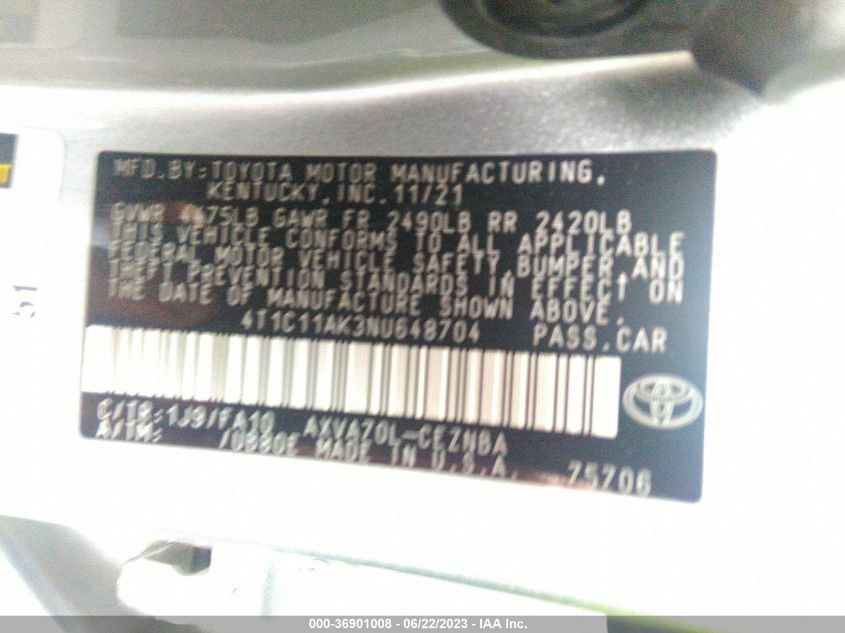 MFD. BY: TOYOTA MOTOR MANUFACTURING,
KENTUCKY, INC. 11/21
GVWR LB GAWR FR 2490LB RR 2420LB
THIS VEHICLE CONFORMS TO ALL APPLICABLE
FEDERAL MOTOR VEHICLE SAFETY, BUMPER, AND
THEFT PREVENTION STANDARDS IN EFFECT ON
THE DATE OF MANUFACTURE SHOWN ABOVE.
4T1C11AK3NU648704 PASS. CAR
C/TR: 1J9/FA10 AXVA70L-CEZNBA
A/TM: /U880E MADE IN U.S.A. 75706
51
000-36901008 - 06/22/2023 - IAA Inc.